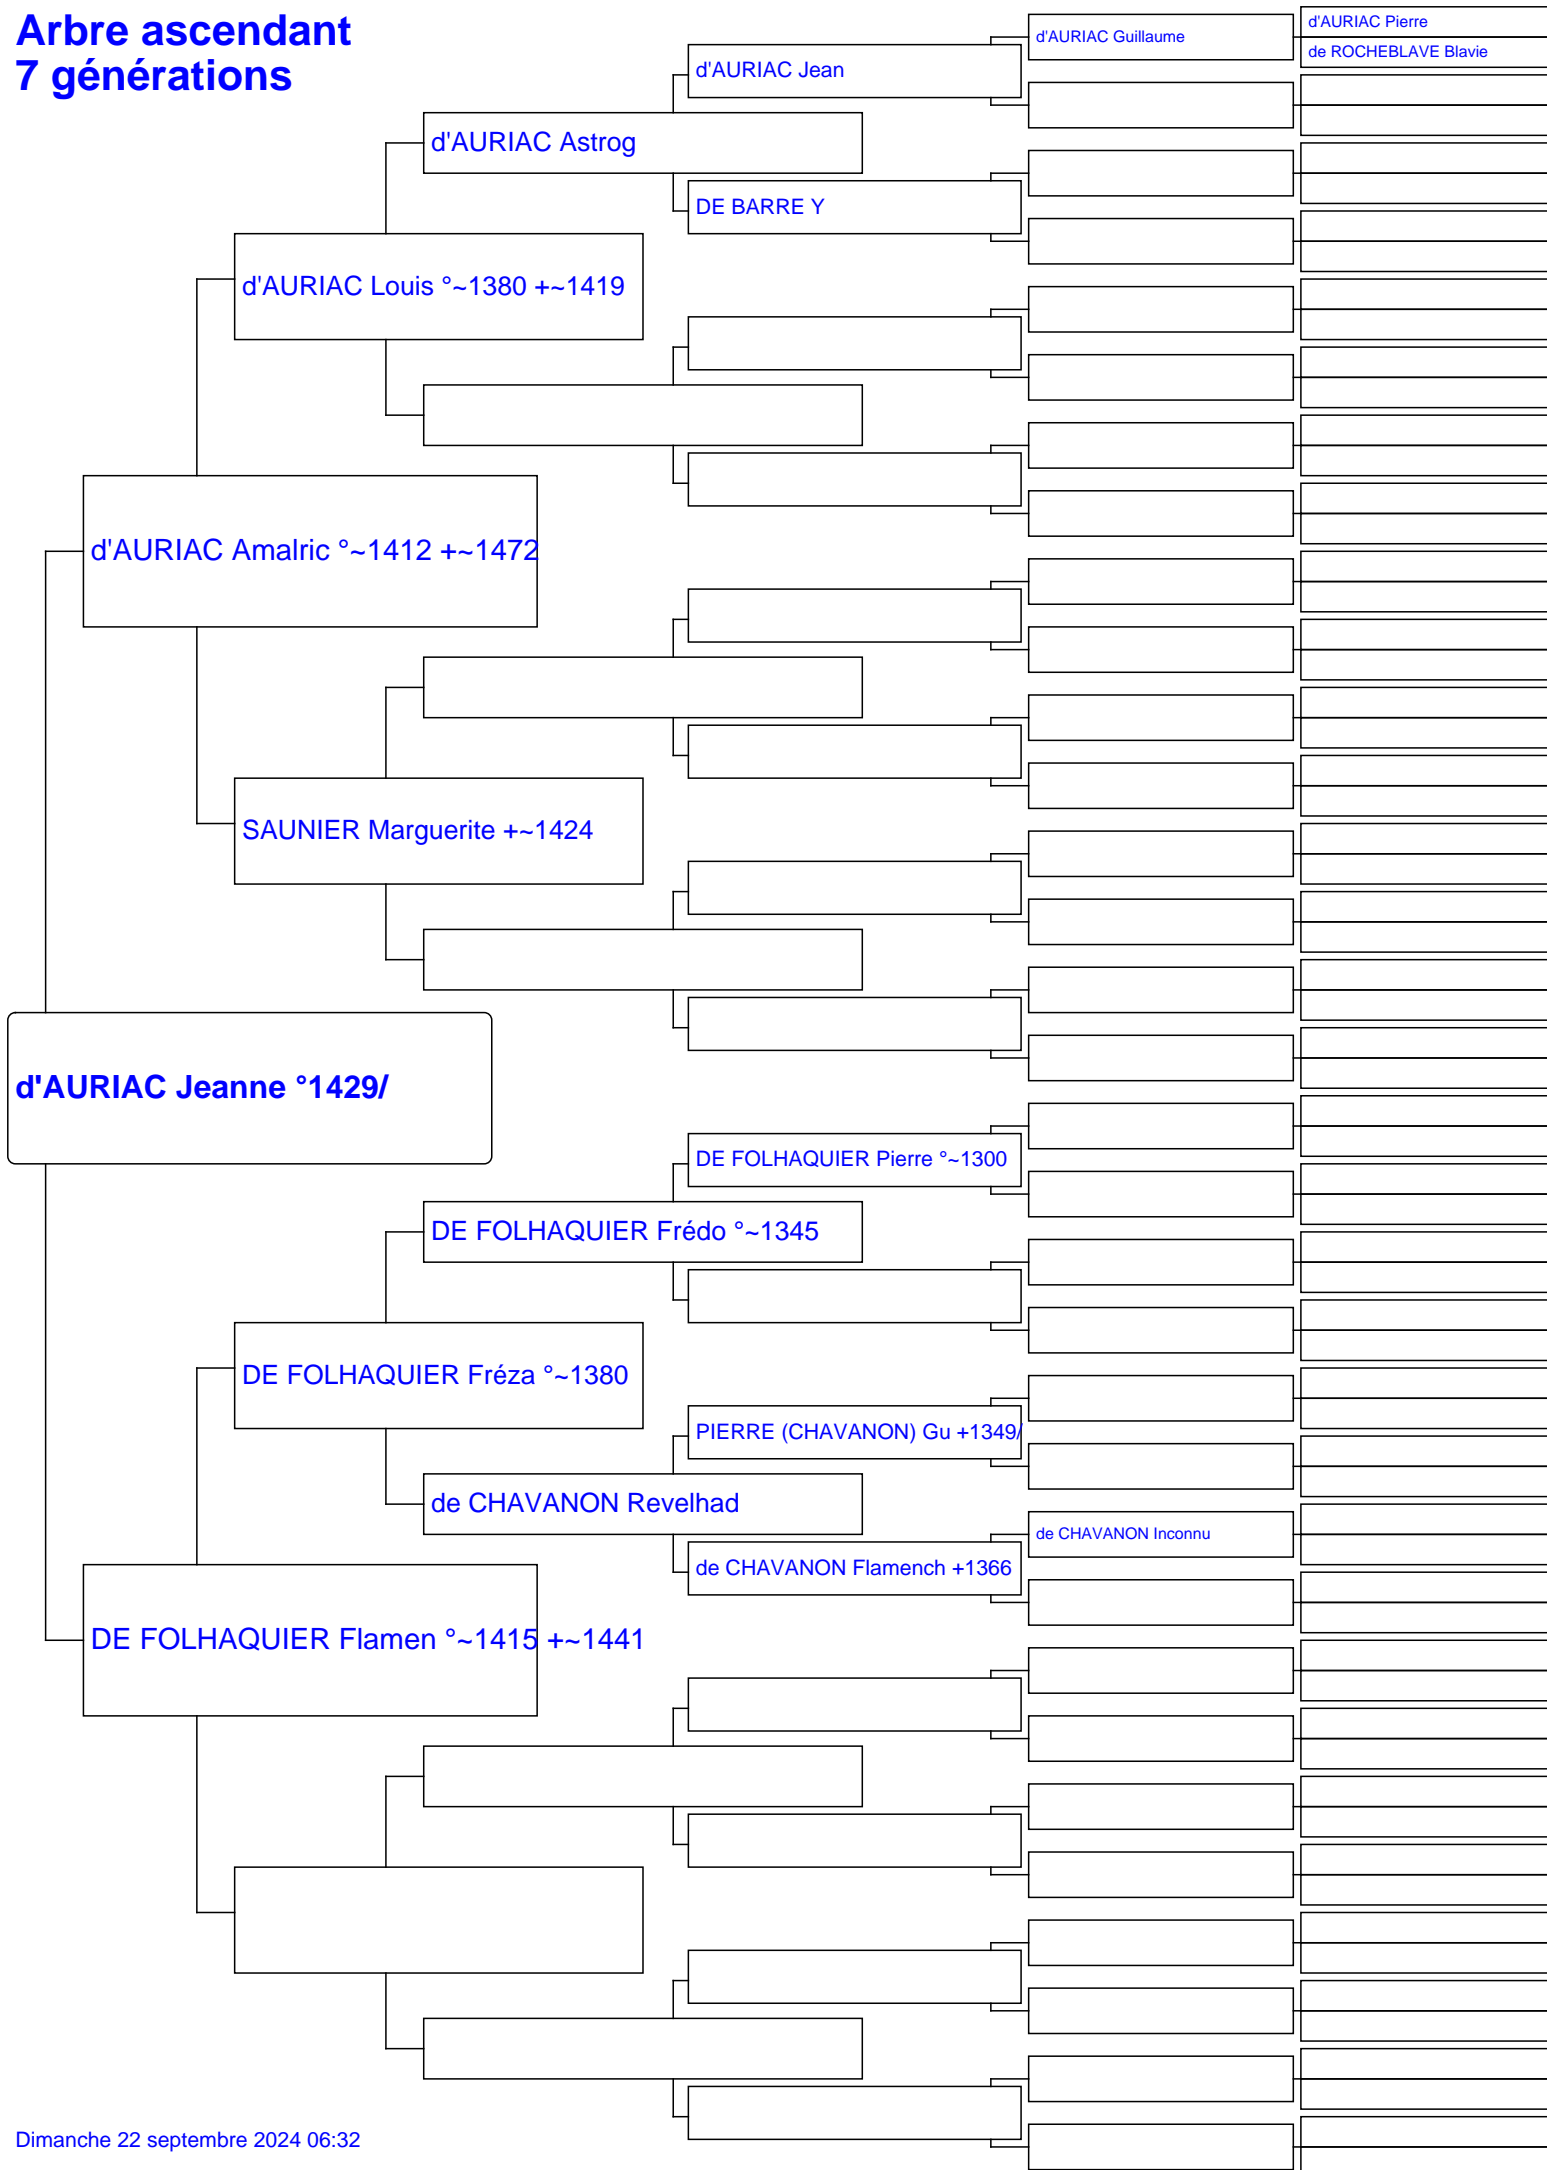 Arbre ascendant
7 générations
d'AURIAC Pierre
d'AURIAC Guillaume
de ROCHEBLAVE Blavie
d'AURIAC Jean
d'AURIAC Astrog
DE BARRE Y
d'AURIAC Louis °~1380 +~1419
d'AURIAC Amalric °~1412 +~1472
SAUNIER Marguerite +~1424
d'AURIAC Jeanne °1429/
DE FOLHAQUIER Pierre °~1300
DE FOLHAQUIER Frédo °~1345
DE FOLHAQUIER Fréza °~1380
PIERRE (CHAVANON) Gu +1349/
de CHAVANON Revelhad
de CHAVANON Inconnu
de CHAVANON Flamench +1366
DE FOLHAQUIER Flamen °~1415 +~1441
Dimanche 22 septembre 2024 06:32